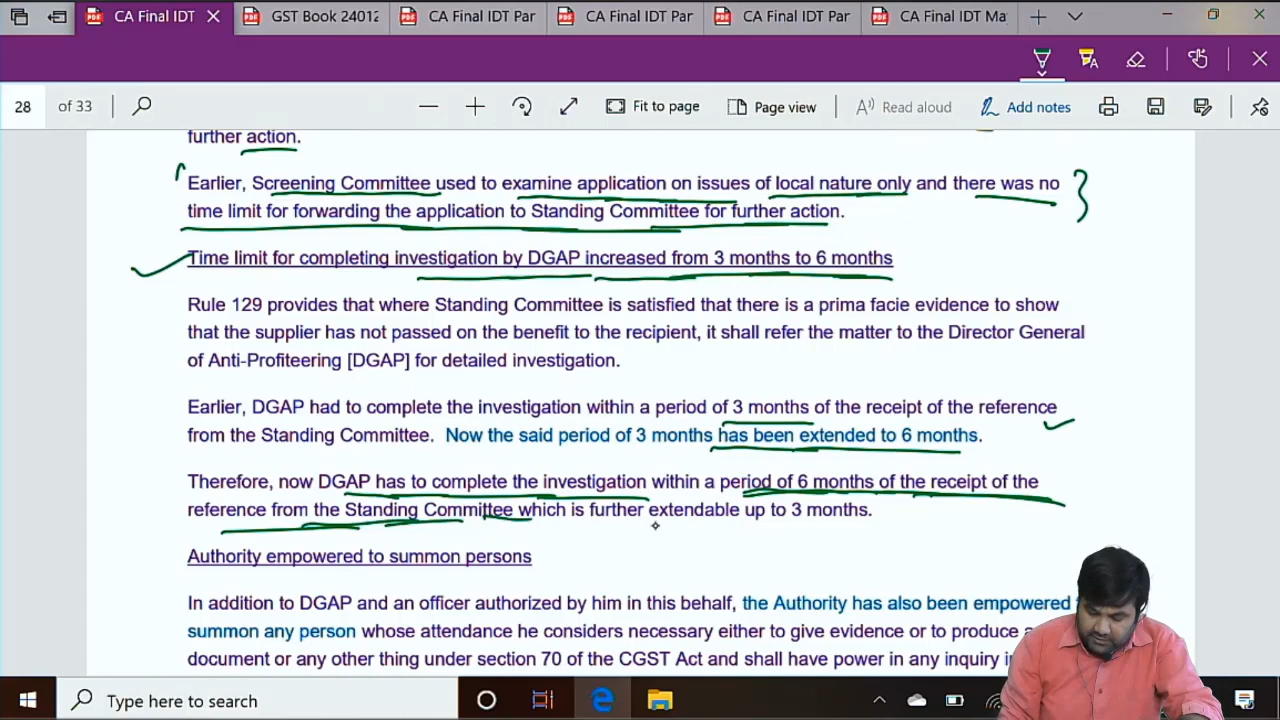 CA Final IDT
GST Book 24012
CA Final IDT Par
CA Final IDT Par
CA Final IDT Par
CA Final IDT Ma
28 of 33
Fit to page
Page view
Read aloud
Add notes
further action.
Earlier, Screening Committee used to examine application on issues of local nature only and there was no
time limit for forwarding the application to Standing Committee for further action.
Time limit for completing investigation by DGAP increased from 3 months to 6 months
Rule 129 provides that where Standing Committee is satisfied that there is a prima facie evidence to show
that the supplier has not passed on the benefit to the recipient, it shall refer the matter to the Director General
of Anti-Profiteering [DGAP] for detailed investigation.
Earlier, DGAP had to complete the investigation within a period of 3 months of the receipt of the reference
from the Standing Committee. Now the said period of 3 months has been extended to 6 months.
Therefore, now DGAP has to complete the investigation within a period of 6 months of the receipt of the
reference from the Standing Committee which is further extendable up to 3 months.
Authority empowered to summon persons
In addition to DGAP and an officer authorized by him in this behalf, the Authority has also been empowered
summon any person whose attendance he considers necessary either to give evidence or to produce a
document or any other thing under section 70 of the CGST Act and shall have power in any inquiry i
Type here to search